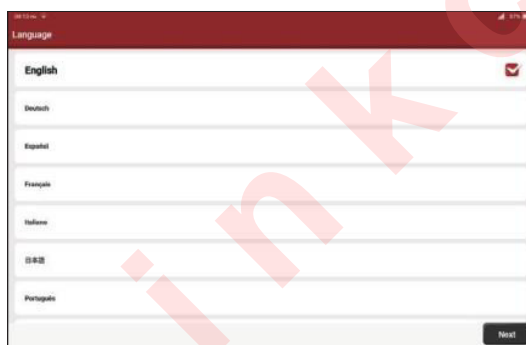 Language
English
Deutsch
Español
Français
Italiano
日本語
Português
Next